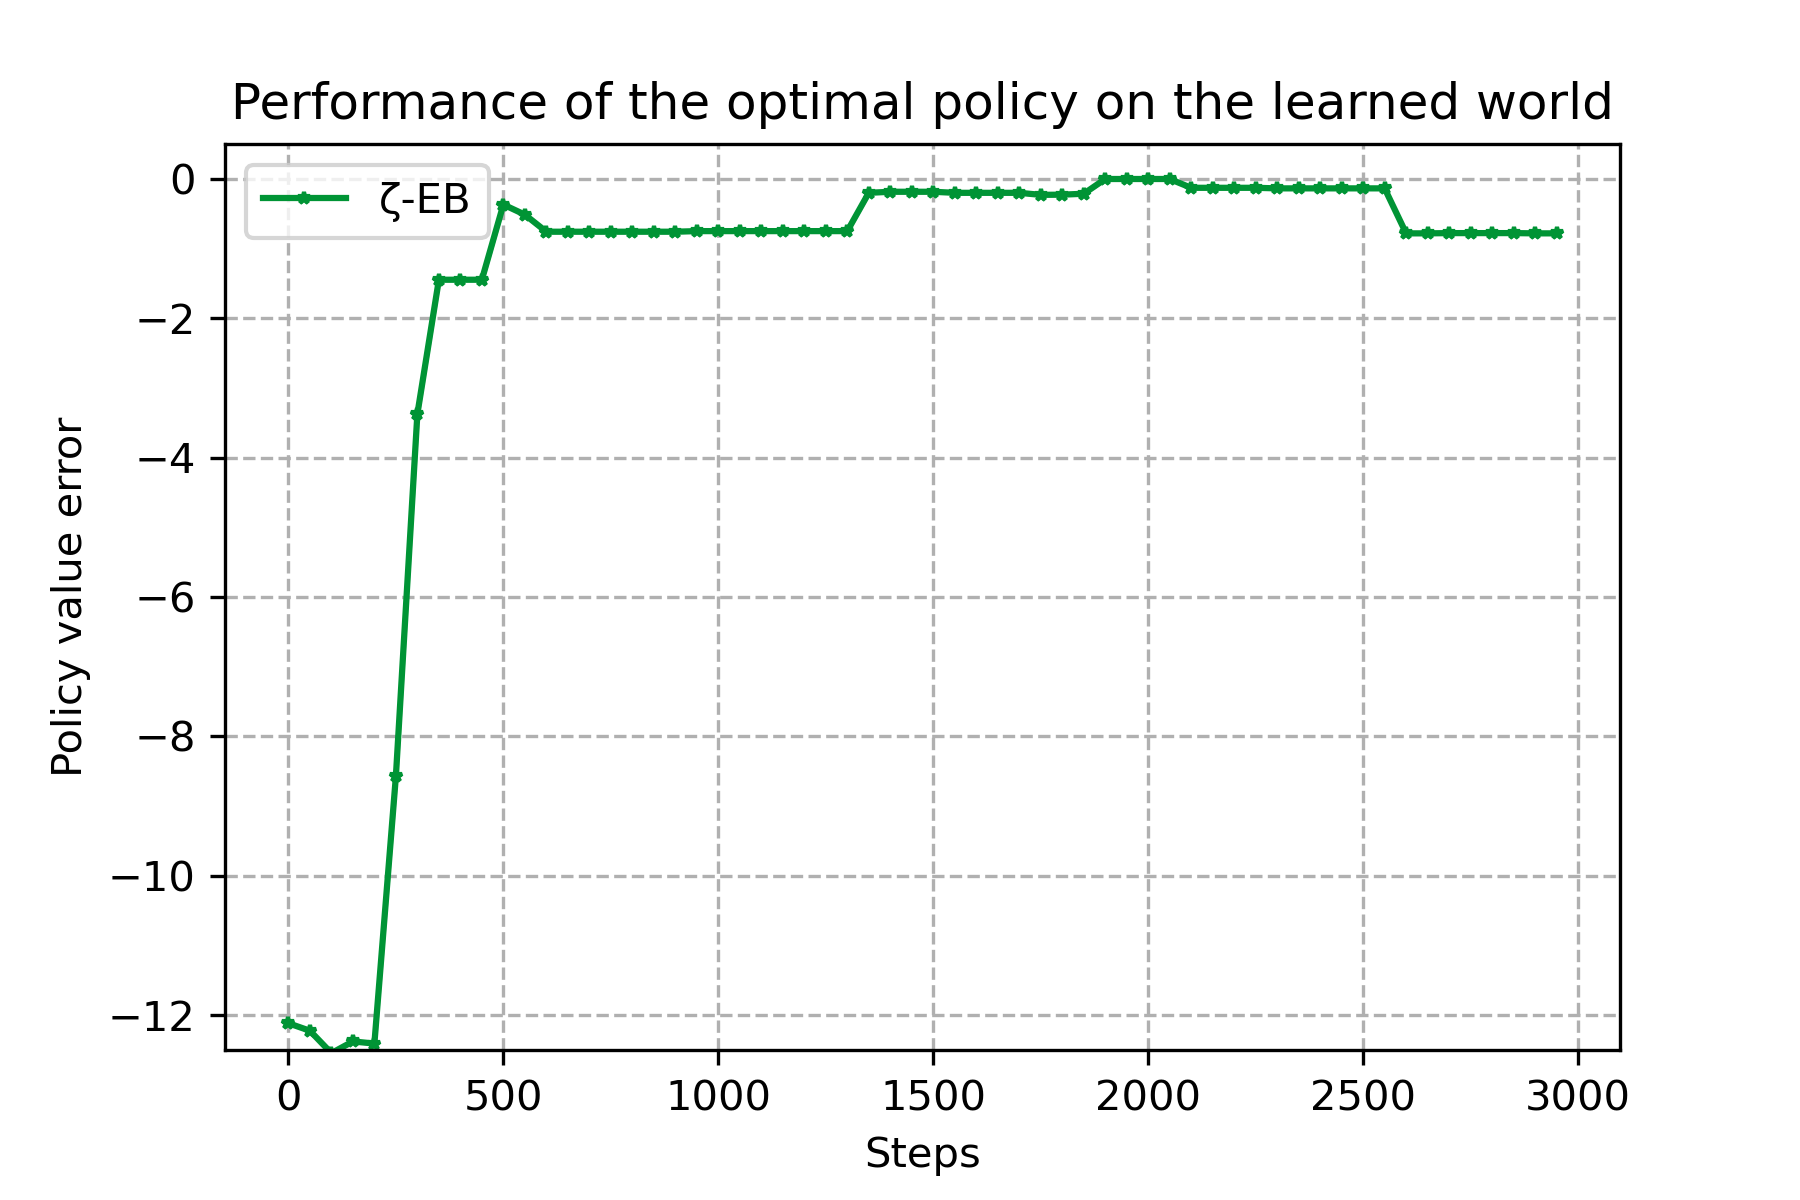 Performance of the optimal policy on the learned world
ζ-EB
0
−2
−4
−6
−8
−10
−12
Policy value error
0 500 1000 1500 2000 2500 3000
Steps